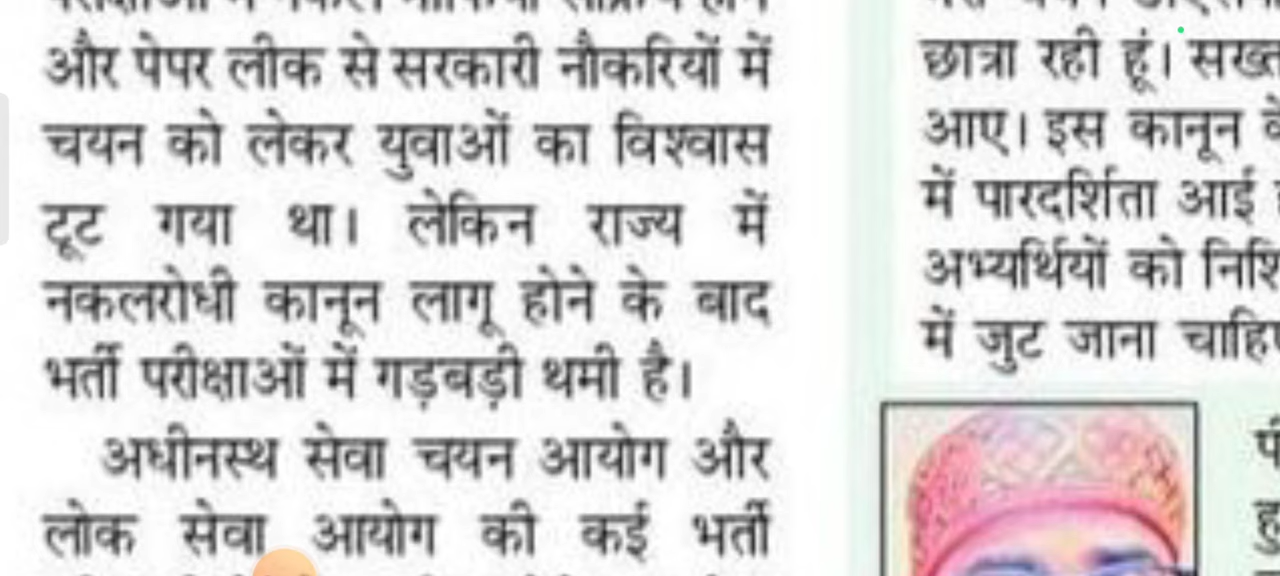 और पेपर लीक से सरकारी नौकरियों में
चयन को लेकर युवाओं का विश्वास
टूट गया था। लेकिन राज्य में
नकलरोधी कानून लागू होने के बाद
भर्ती परीक्षाओं में गड़बड़ी थमी है।
अधीनस्थ सेवा चयन आयोग और
लोक सेवा आयोग की कई भर्ती
छात्रा रही हूं। सख्त
आए। इस कानून
में पारदर्शिता आई
अभ्यर्थियों को
में जुट जाना